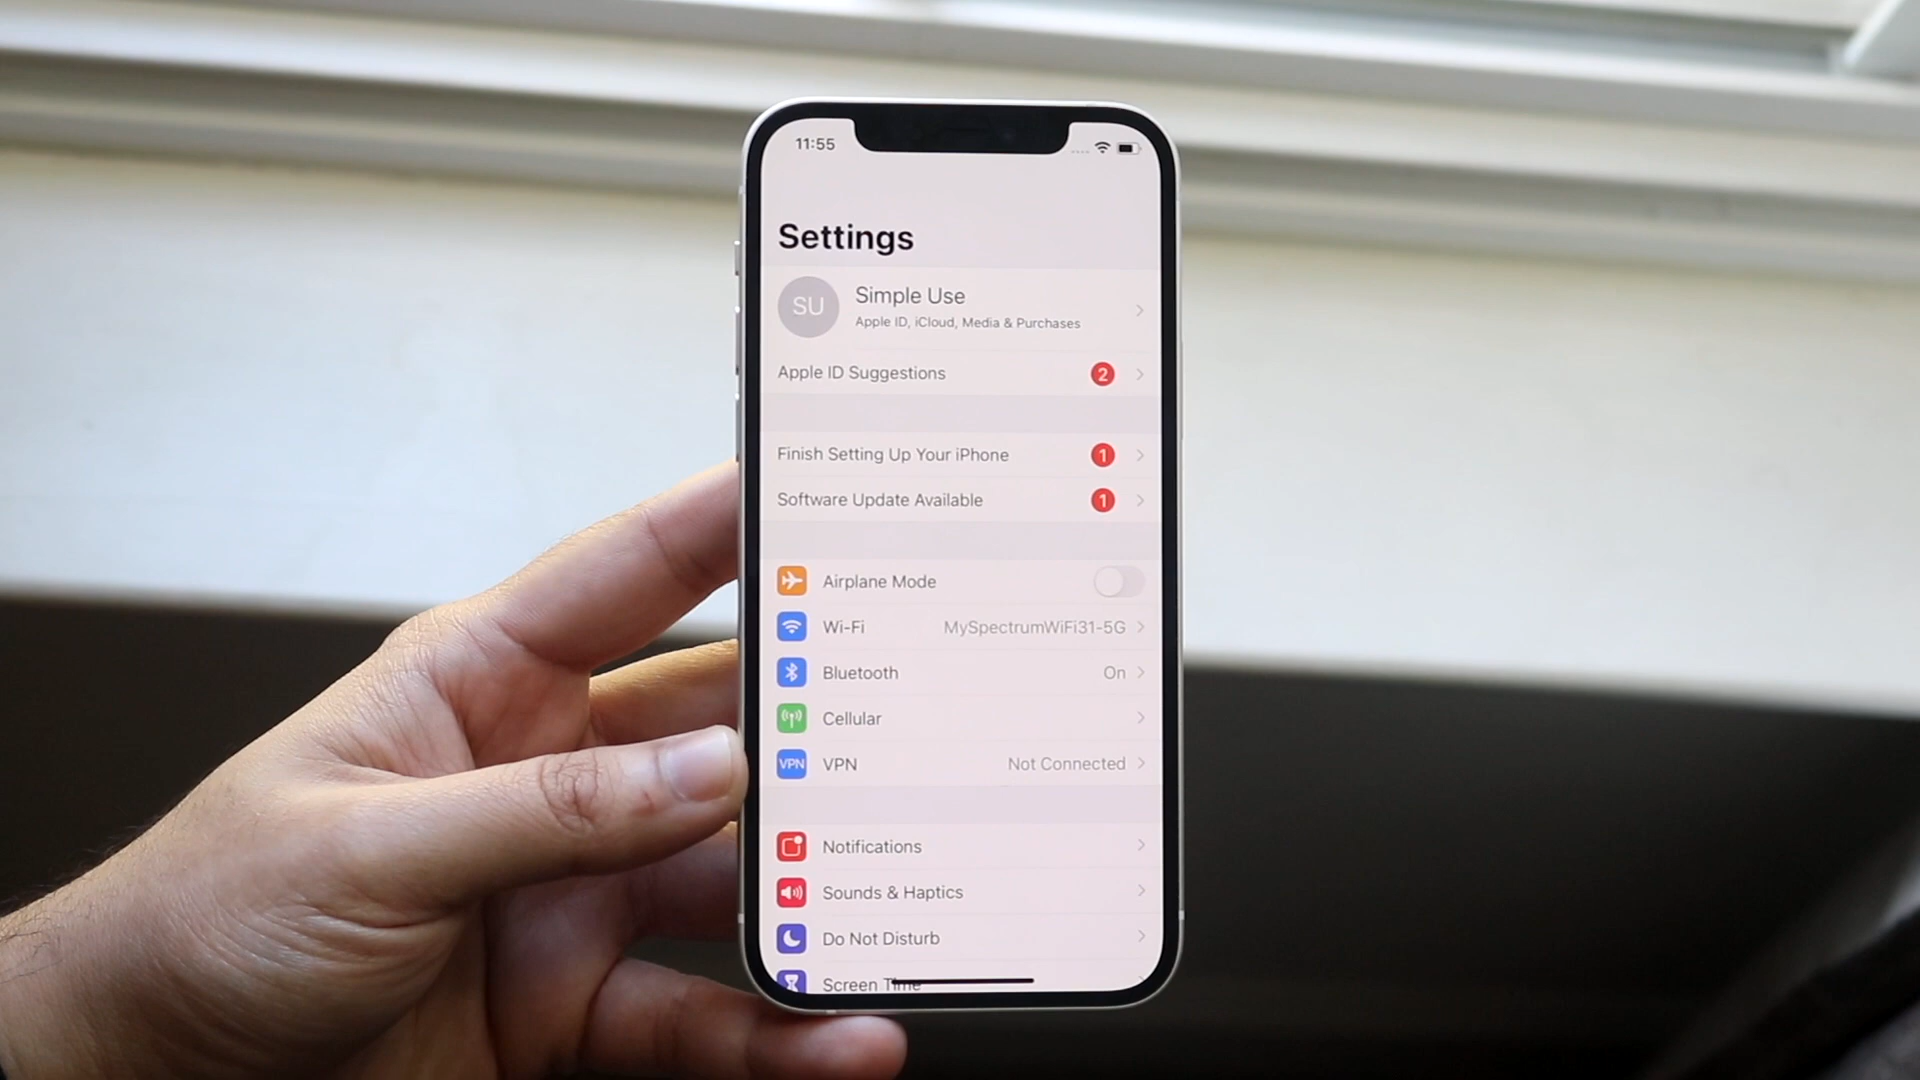 11:55
Settings
SU
Simple Use
Apple ID, iCloud, Media & Purchases
Apple ID Suggestions 2
Finish Setting Up Your iPhone 1
Software Update Available 1
Airplane Mode
Wi-Fi MySpectrumWiFi31-5G
Bluetooth On
Cellular
VPN VPN Not Connected
Notifications
Sounds & Haptics
Do Not Disturb
Screen Time